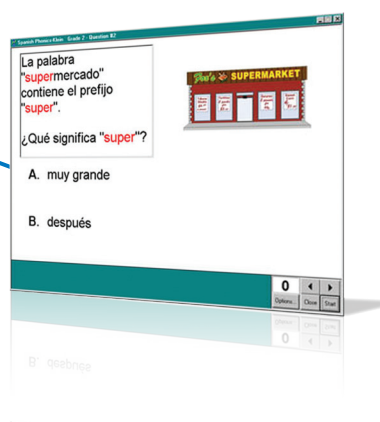 Spanish Phonics Klein Grade 2 - Question #2
La palabra
"supermercado"
contiene el prefijo
"super".
¿Qué significa "super"?
SUPERMARKET
A. muy grande
B. después
0
Options...
Close
Start